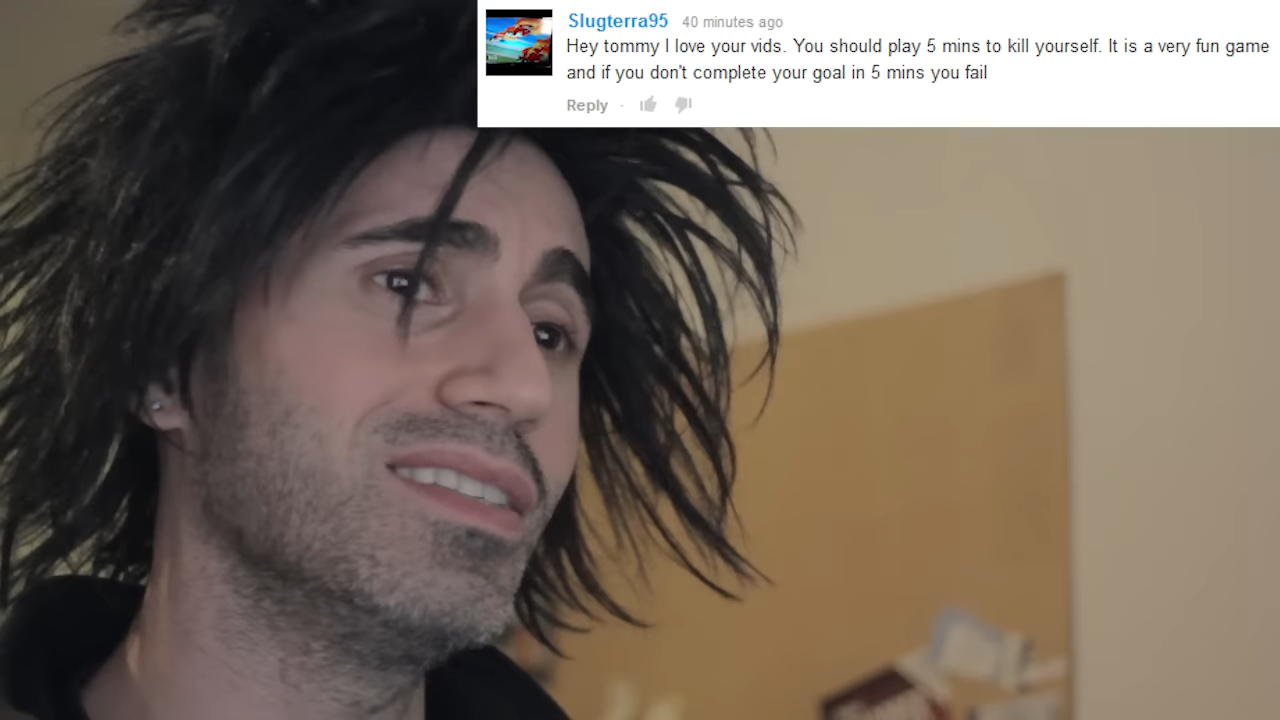 Slugterra95 40 minutes ago
Hey tommy I love your vids. You should play 5 mins to kill yourself. It is a very fun game
and if you don't complete your goal in 5 mins you fail
Reply ·